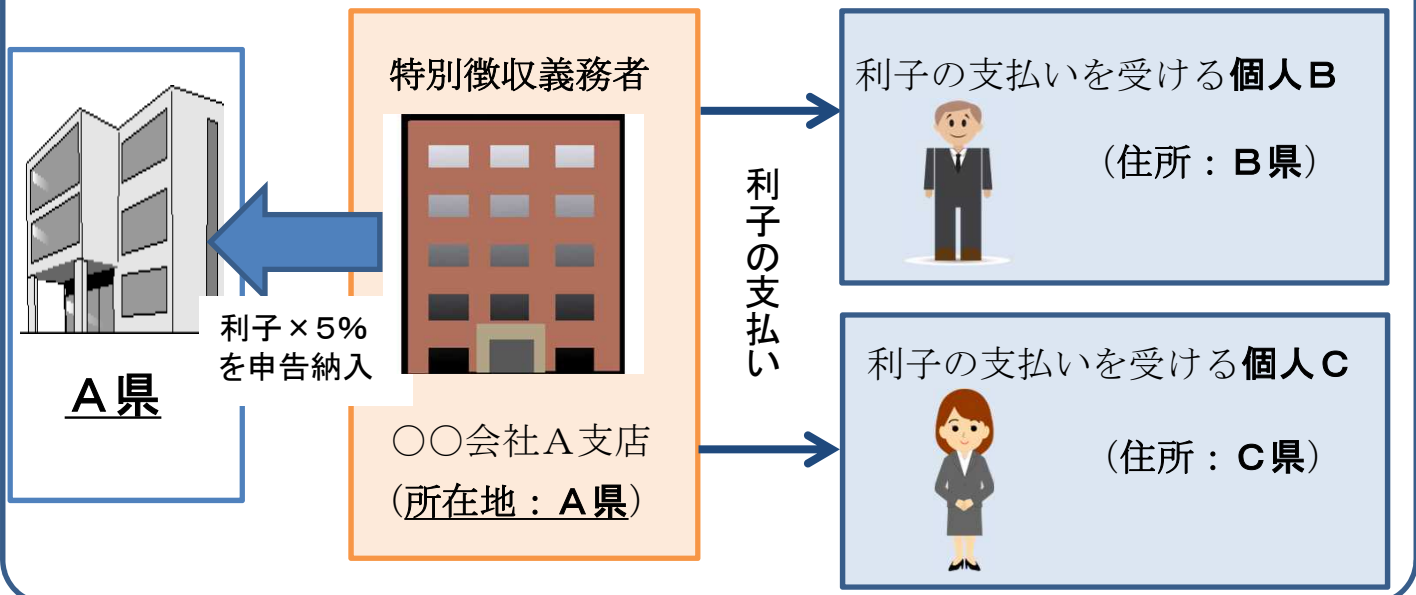 特別徴収義務者
利子×5%
を申告納入
A県
○○会社A支店
(所在地:A県)
利子の支払い
利子の支払いを受ける個人B
(住所:B県)
利子の支払いを受ける個人C
(住所:C県)